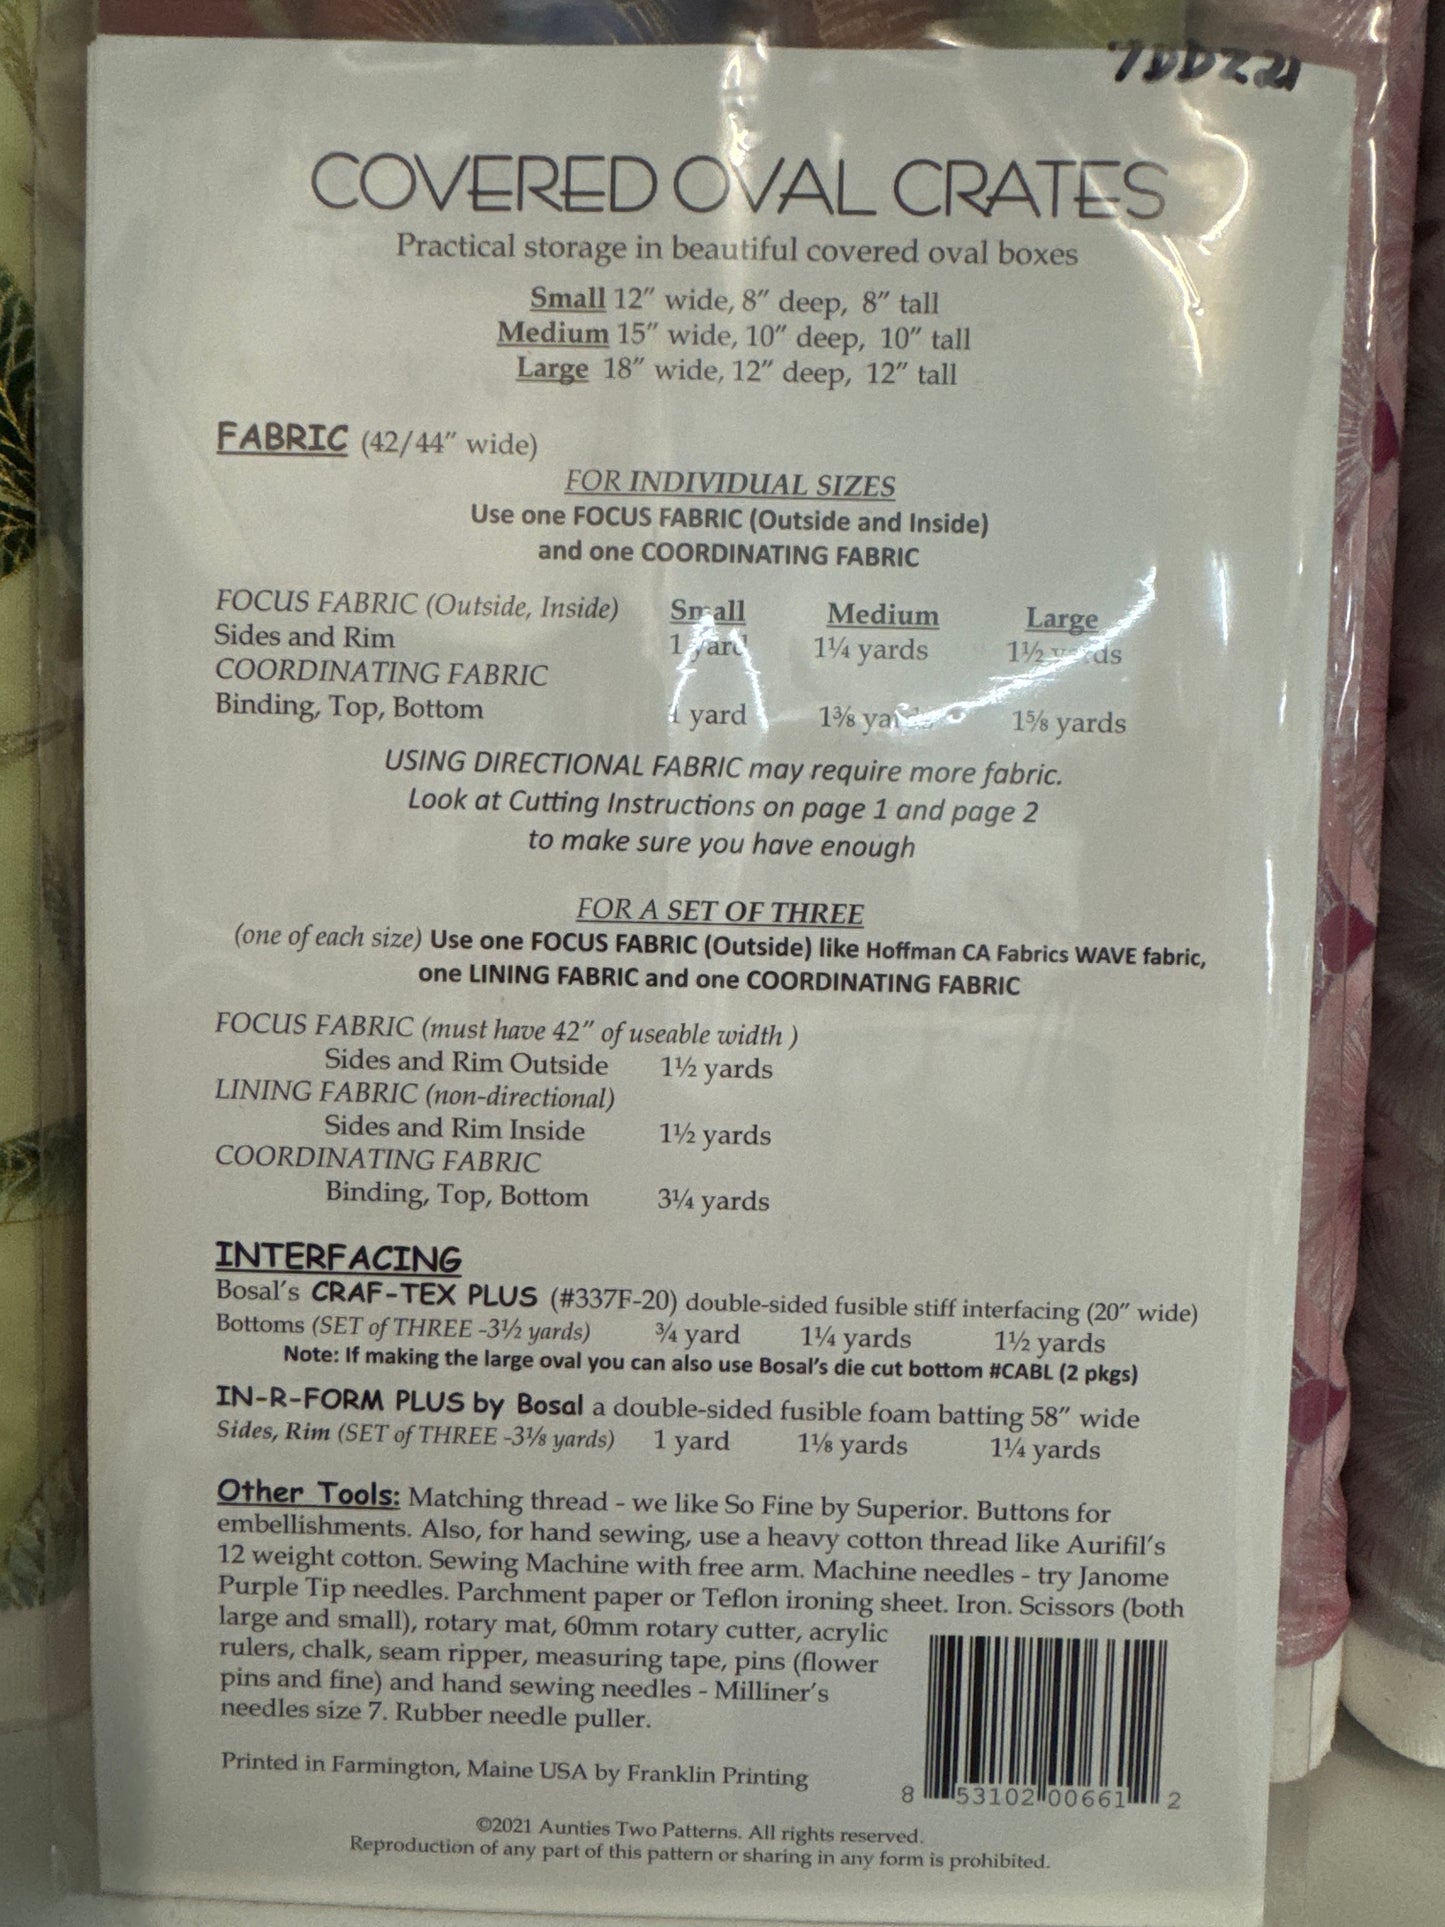 COVERED OVAL CRATES
Practical storage in beautiful covered oval boxes
Small 12″ wide, 8″ deep, 8″ tall
Medium 15″ wide, 10″ deep, 10″ tall
Large 18″ wide, 12″ deep, 12″ tall
FABRIC (42/44″ wide)
FOR INDIVIDUAL SIZES
Use one FOCUS FABRIC (Outside and Inside)
and one COORDINATING FABRIC
FOCUS FABRIC (Outside, Inside) Small Medium Large
Sides and Rim 1 yard 1¼ yards 1½ yards
COORDINATING FABRIC
Binding, Top, Bottom 1 yard 1⅜ yards 1⅝ yards
USING DIRECTIONAL FABRIC may require more fabric.
Look at Cutting Instructions on page 1 and page 2
to make sure you have enough
FOR A SET OF THREE
(one of each size) Use one FOCUS FABRIC (Outside) like Hoffman CA Fabrics WAVE fabric,
one LINING FABRIC and one COORDINATING FABRIC
FOCUS FABRIC (must have 42″ of useable width )
Sides and Rim Outside 1½ yards
LINING FABRIC (non-directional)
Sides and Rim Inside 1½ yards
COORDINATING FABRIC
Binding, Top, Bottom 3¼ yards
INTERFACING
Bosal's CRAF-TEX PLUS (#337F-20) double-sided fusible stiff interfacing (20″ wide)
Bottoms (SET of THREE -3½ yards) ¾ yard 1¼ yards 1½ yards
Note: If making the large oval you can also use Bosal's die cut bottom #CABL (2 pkgs)
IN-R-FORM PLUS by Bosal a double-sided fusible foam batting 58″ wide
Sides, Rim (SET of THREE -3⅛ yards) 1 yard 1⅛ yards 1¼ yards
Other Tools: Matching thread - we like So Fine by Superior. Buttons for
embellishments. Also, for hand sewing, use a heavy cotton thread like Aurifil's
12 weight cotton. Sewing Machine with free arm. Machine needles - try Janome
Purple Tip needles. Parchment paper or Teflon ironing sheet. Iron. Scissors (both
large and small), rotary mat, 60mm rotary cutter, acrylic
rulers, chalk, seam ripper, measuring tape, pins (flower
pins and fine) and hand sewing needles - Milliner's
needles size 7. Rubber needle puller.
Printed in Farmington, Maine USA by Franklin Printing
8 53102 00661 2
©2021 Aunties Two Patterns. All rights reserved.
Reproduction of any part of this pattern or sharing in any form is prohibited.